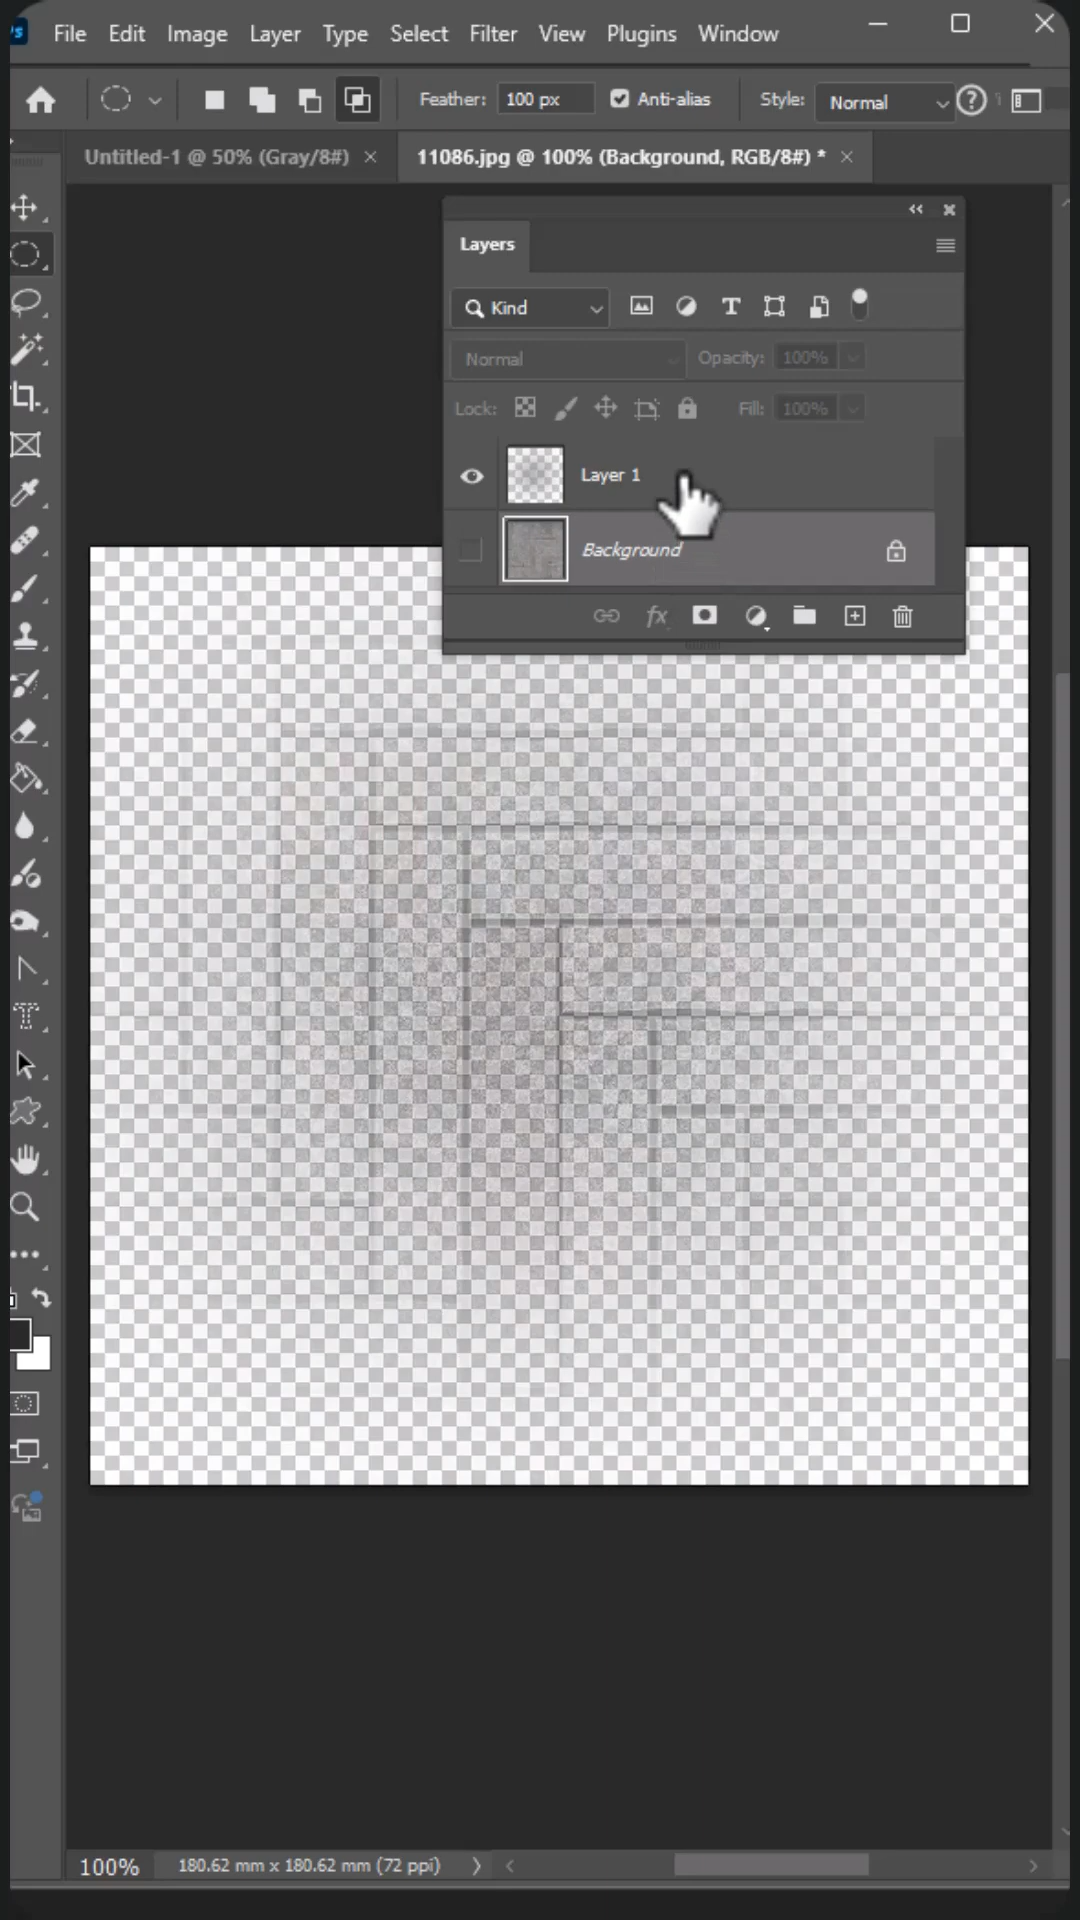 Ps File Edit Image Layer Type Select Filter View Plugins Window
Feather: 100 px Anti-alias Style: Normal
Untitled-1 @ 50% (Gray/8#) × 11086.jpg @ 100% (Background, RGB/8#) * ×
Layers
Kind
Normal Opacity: 100%
Lock: Fill: 100%
Layer 1
Background
fx
100% 180.62 mm x 180.62 mm (72 ppi)